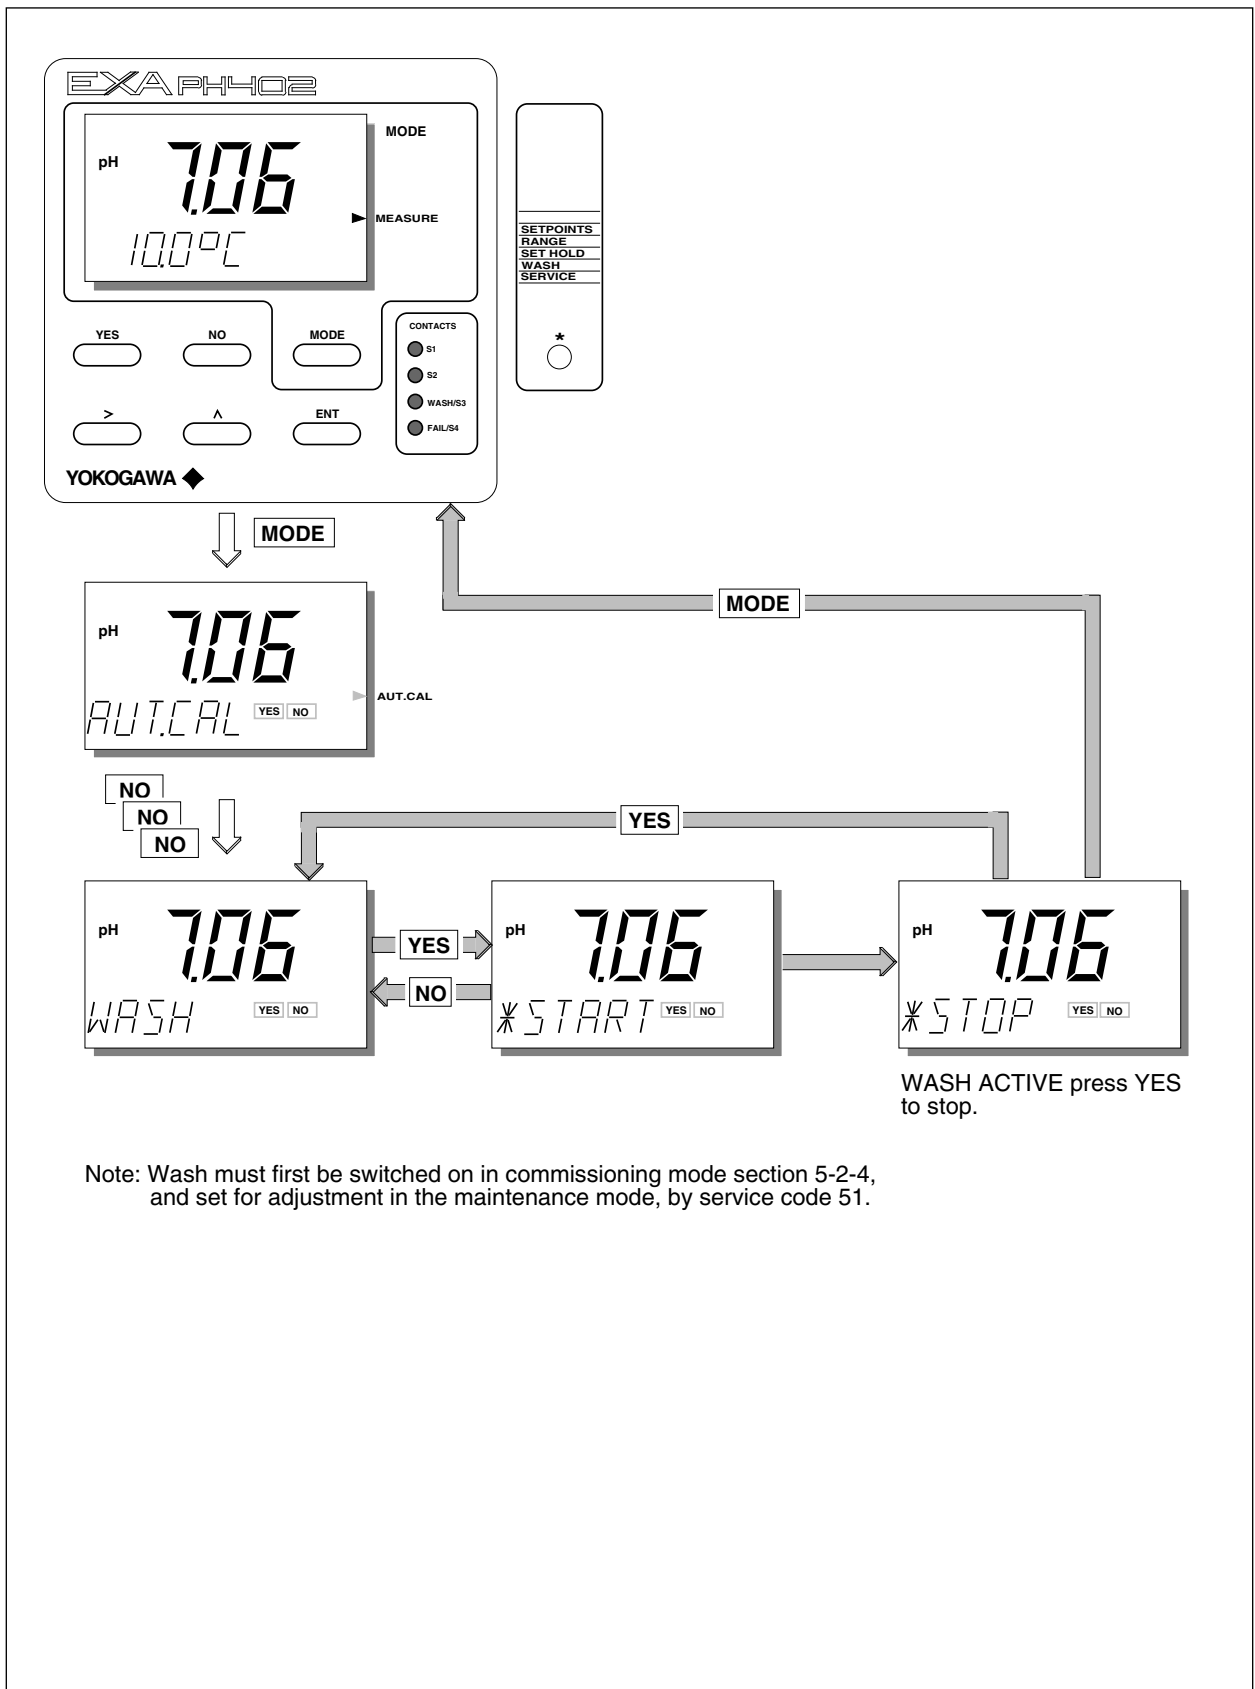 EXA PH402
pH 7.06
10.0°C
MODE
MEASURE
YES NO MODE
> ∧ ENT
CONTACTS
S1
S2
WASH/S3
FAIL/S4
YOKOGAWA
SETPOINTS
RANGE
SET HOLD
WASH
SERVICE
*
MODE
MODE
pH 7.06
AUT.CAL YES NO
AUT.CAL
NO
NO
NO
YES
pH 7.06
WASH YES NO
YES
NO
pH 7.06
*START YES NO
pH 7.06
*STOP YES NO
WASH ACTIVE press YES
to stop.
Note: Wash must first be switched on in commissioning mode section 5-2-4,
and set for adjustment in the maintenance mode, by service code 51.